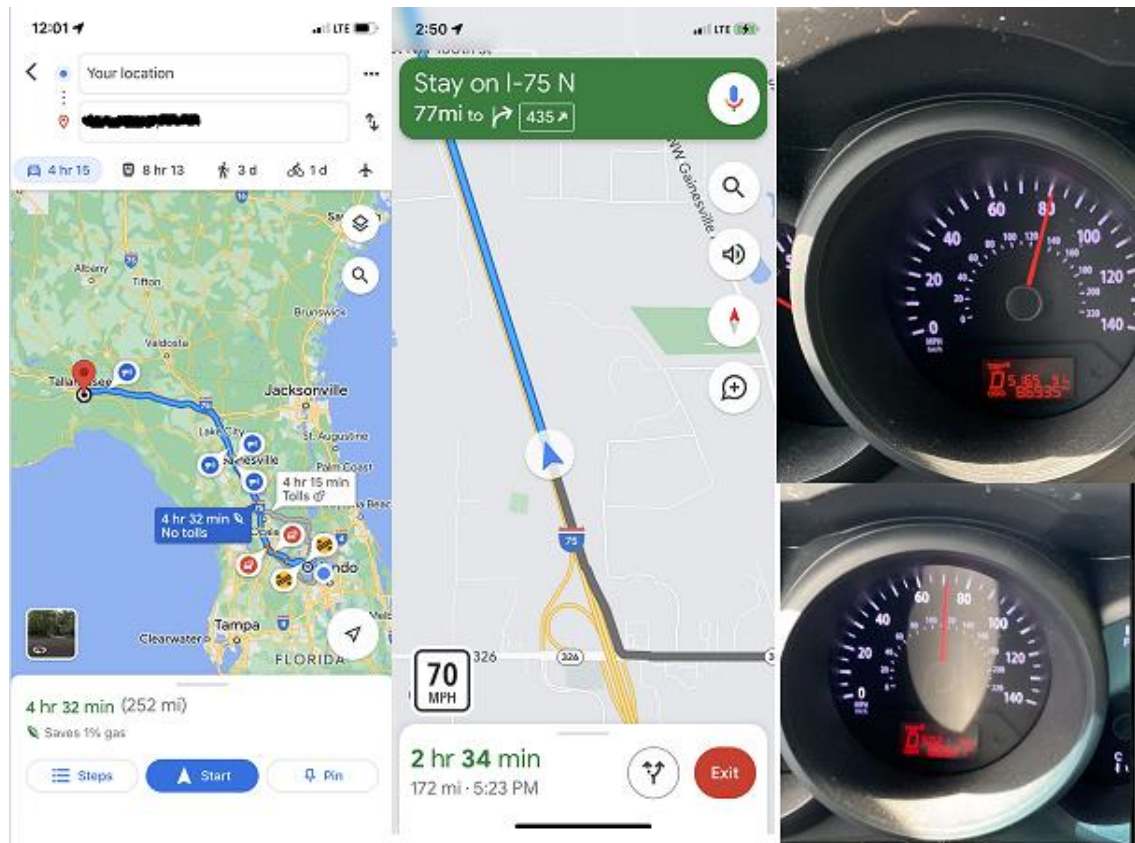 12:01
LTE
Your location
4 hr 15
8 hr 13
3 d
1 d
Albany
Tifton
Brunswick
Valdosta
Jacksonville
Lake City
St. Augustine
Palm Coast
4 hr 15 min
Tolls
4 hr 32 min
No tolls
Tampa
Clearwater
FLORIDA
4 hr 32 min (252 mi)
Saves 1% gas
Steps
Start
Pin
2:50
LTE
Stay on I-75 N
77mi to 435
NW Gainesville
75
326
326
70
MPH
2 hr 34 min
172 mi · 5:23 PM
Exit
0 20 40 60 80 100 120 140
MPH
km/h
86935
0 20 40 60 80 100 120 140
MPH